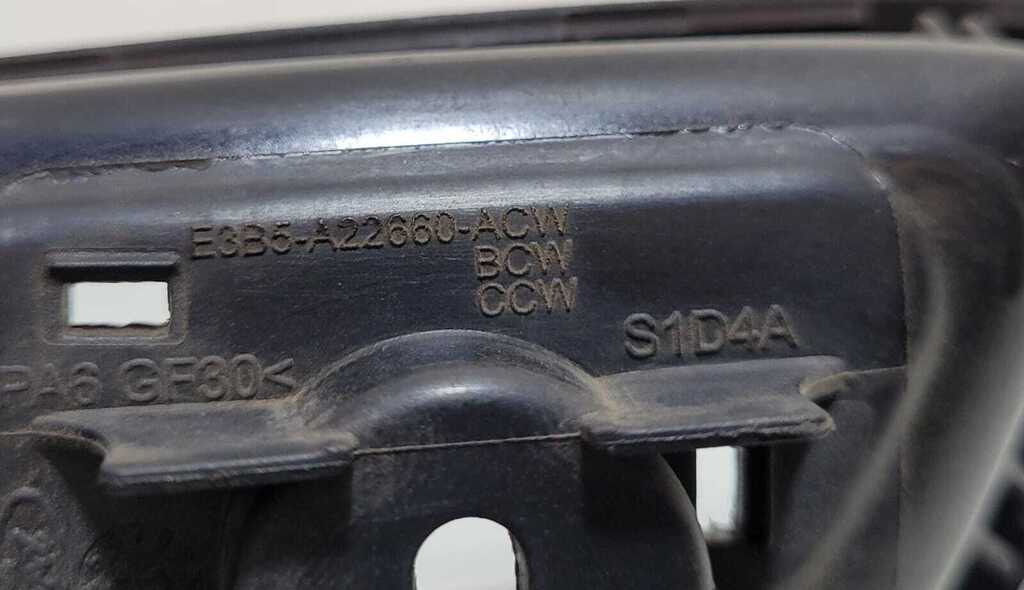 E3B5-A22660-ACW
BCW
CCW
S1D4A
PA6 GF30<